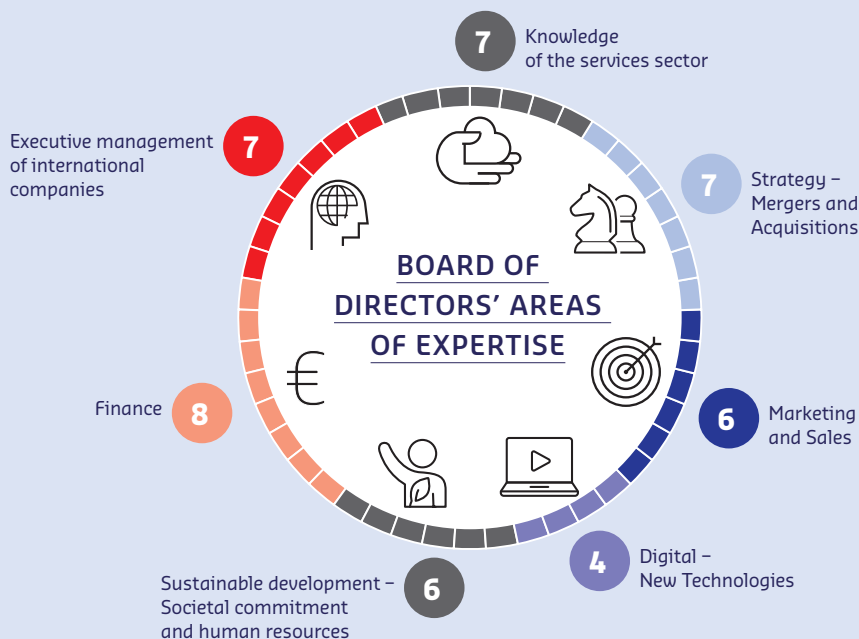 7
Knowledge
of the services sector
Executive management
of international
companies
7
7
Strategy –
Mergers and
Acquisitions
BOARD OF
DIRECTORS’ AREAS
OF EXPERTISE
€
Finance
8
6
Marketing
and Sales
4
Digital –
New Technologies
Sustainable development –
Societal commitment
and human resources
6